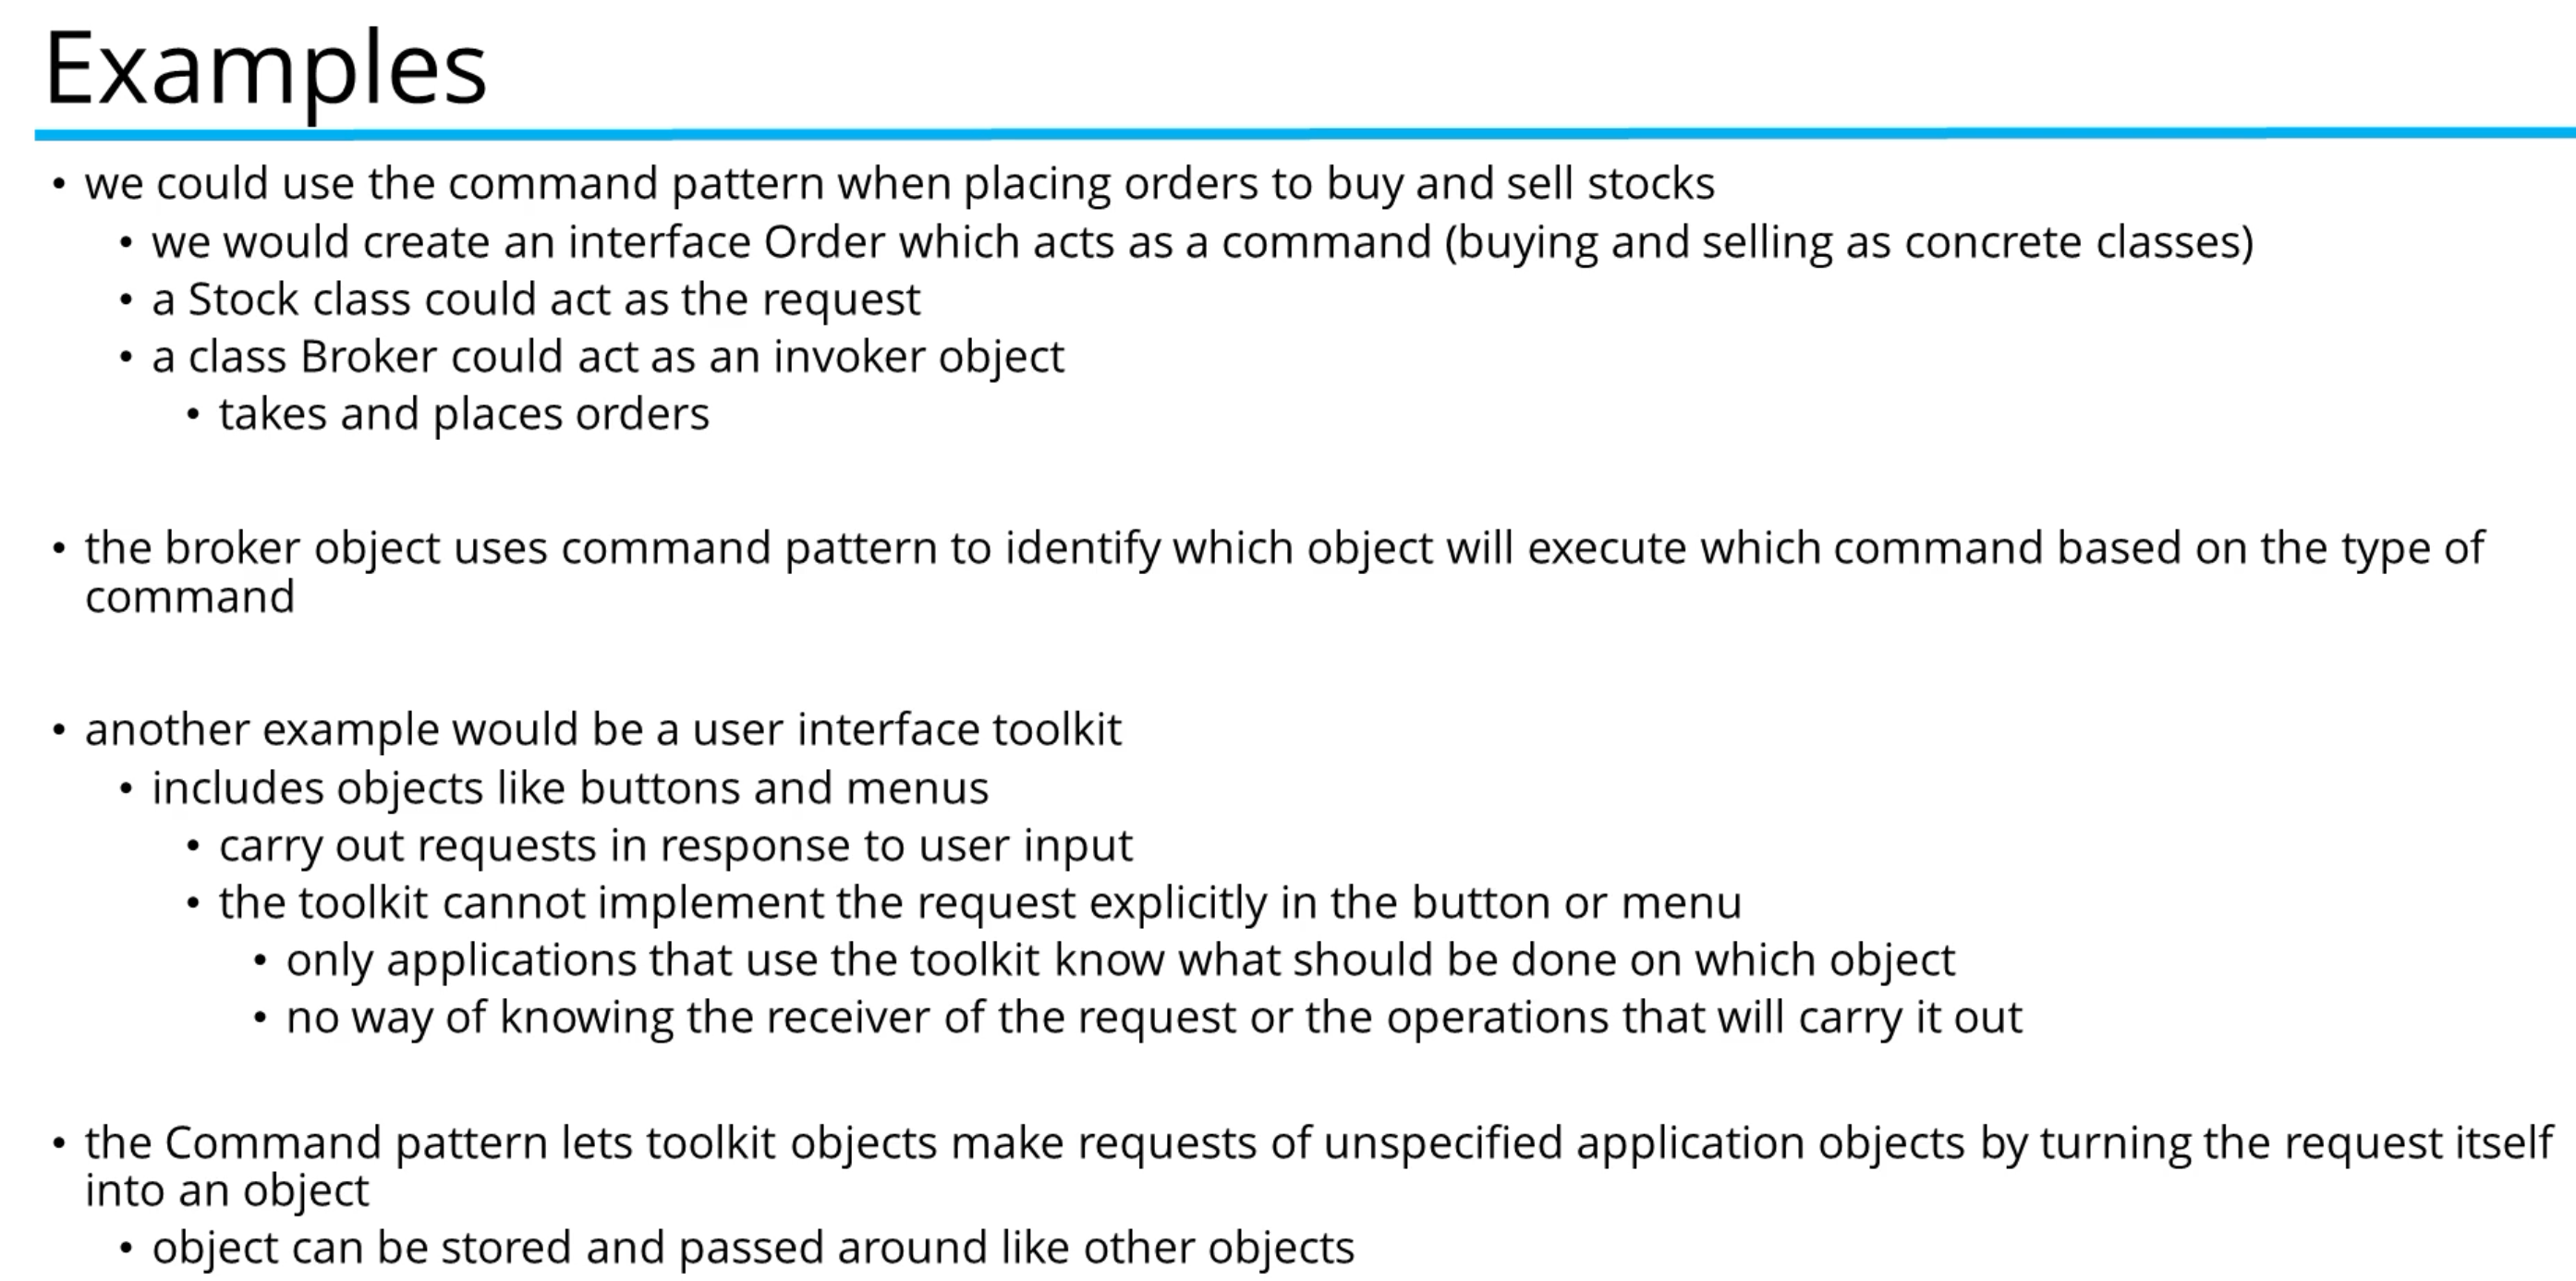 Examples
• we could use the command pattern when placing orders to buy and sell stocks
• we would create an interface Order which acts as a command (buying and selling as concrete classes)
• a Stock class could act as the request
• a class Broker could act as an invoker object
• takes and places orders
• the broker object uses command pattern to identify which object will execute which command based on the type of
command
• another example would be a user interface toolkit
• includes objects like buttons and menus
• carry out requests in response to user input
• the toolkit cannot implement the request explicitly in the button or menu
• only applications that use the toolkit know what should be done on which object
• no way of knowing the receiver of the request or the operations that will carry it out
• the Command pattern lets toolkit objects make requests of unspecified application objects by turning the request itself
into an object
• object can be stored and passed around like other objects